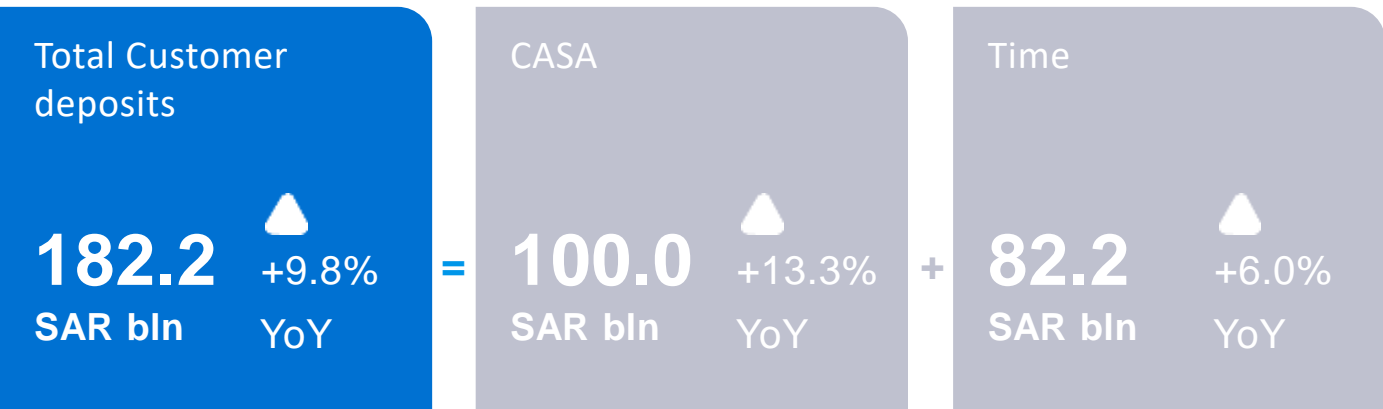 Total Customer
deposits
182.2
SAR bln
+9.8%
YoY
=
CASA
100.0
SAR bln
+13.3%
YoY
+
Time
82.2
SAR bln
+6.0%
YoY